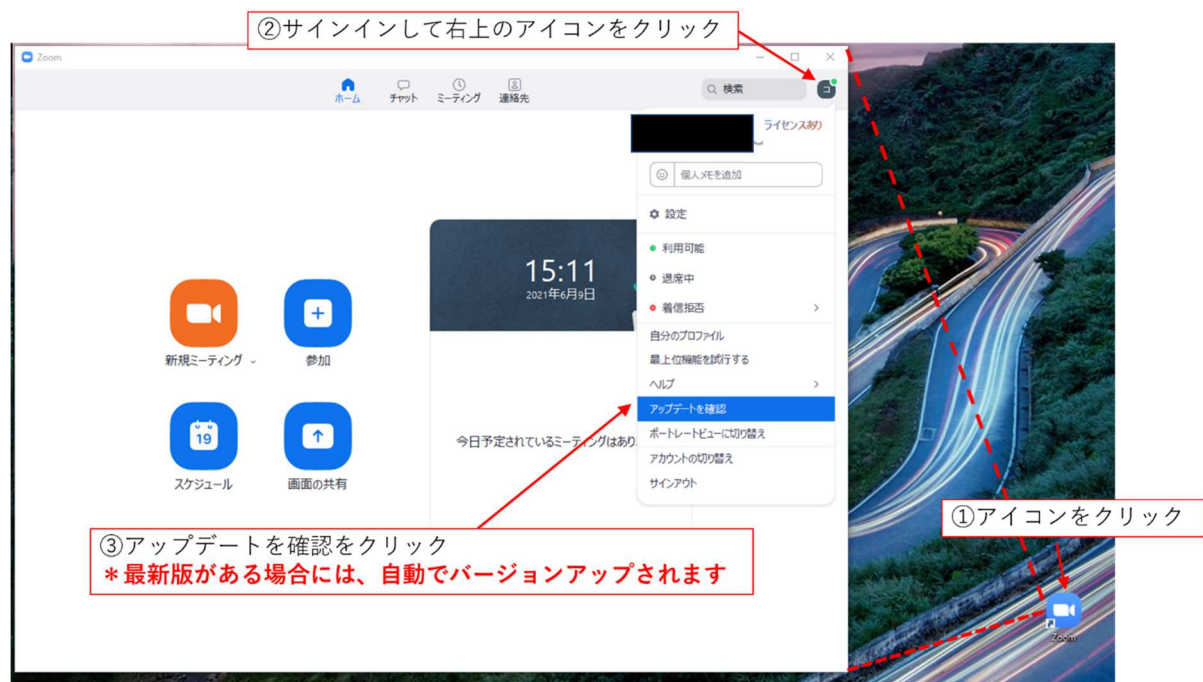 ②サインインして右上のアイコンをクリック
Zoom
ホーム
チャット
ミーティング
連絡先
検索
コ
ライセンスあり
個人メモを追加
設定
利用可能
退席中
着信拒否
自分のプロファイル
最上位機能を試行する
ヘルプ
アップデートを確認
ポートレートビューに切り替え
アカウントの切り替え
サインアウト
15:11
2021年6月9日
新規ミーティング
参加
19
スケジュール
画面の共有
今日予定されているミーティングはあり
③アップデートを確認をクリック
＊最新版がある場合には、自動でバージョンアップされます
①アイコンをクリック
Zoom